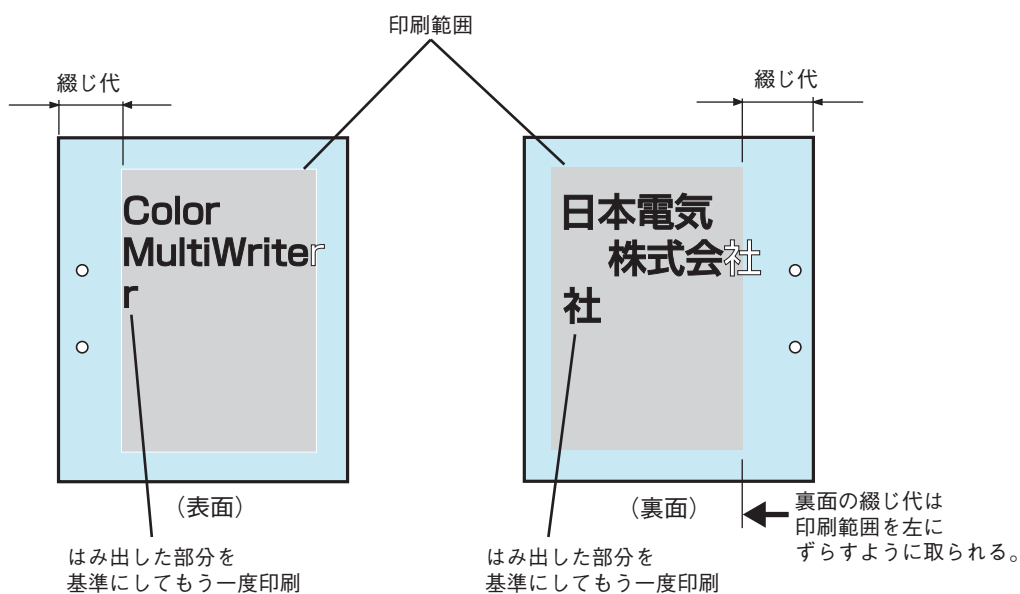 印刷範囲
綴じ代
綴じ代
Color
MultiWriter
r
日本電気
株式会社
社
（表面）
（裏面）
裏面の綴じ代は
印刷範囲を左に
ずらすように取られる。
はみ出した部分を
基準にしてもう一度印刷
はみ出した部分を
基準にしてもう一度印刷